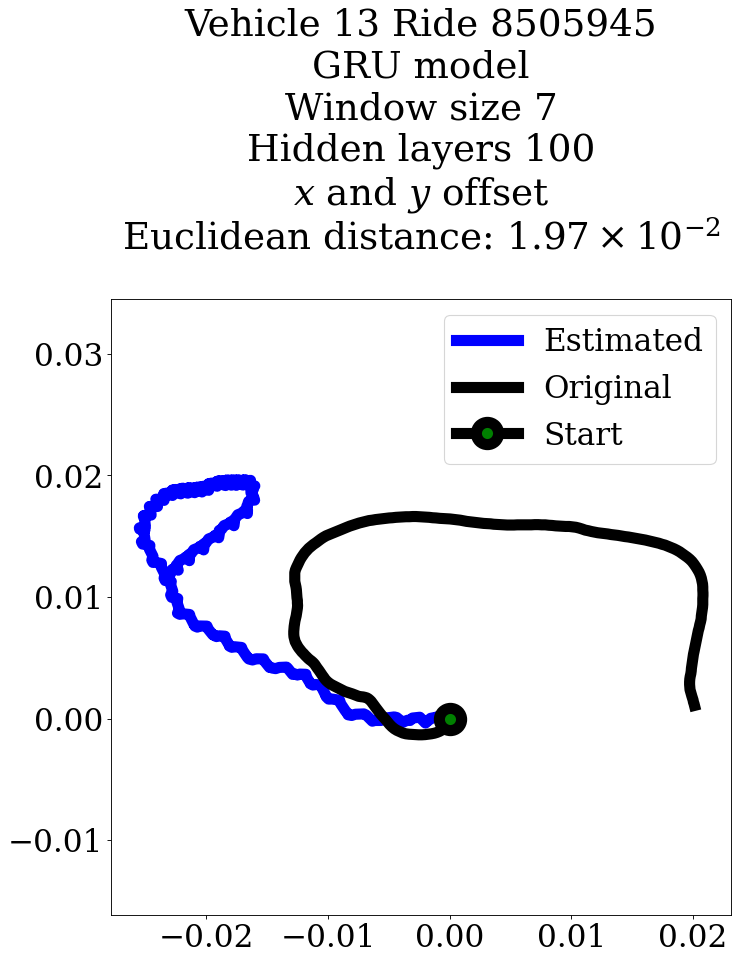 Vehicle 13 Ride 8505945
GRU model
Window size 7
Hidden layers 100
x and y offset
Euclidean distance: 1.97 × 10⁻²
Estimated
Original
Start
0.03
0.02
0.01
0.00
−0.01
−0.02 −0.01 0.00 0.01 0.02